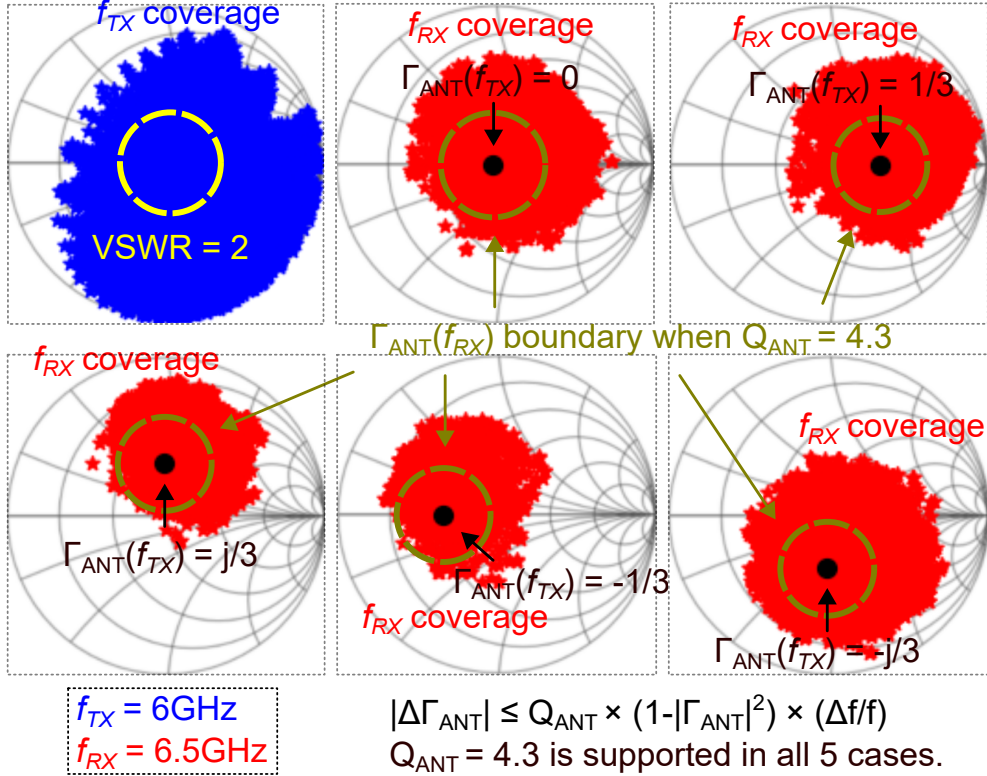 f_TX coverage
f_RX coverage
f_RX coverage
Γ_ANT(f_TX) = 0
Γ_ANT(f_TX) = 1/3
VSWR = 2
Γ_ANT(f_RX) boundary when Q_ANT = 4.3
f_RX coverage
f_RX coverage
Γ_ANT(f_TX) = j/3
Γ_ANT(f_TX) = -1/3
f_RX coverage
Γ_ANT(f_TX) = -j/3
f_TX = 6GHz
f_RX = 6.5GHz
|ΔΓ_ANT| ≤ Q_ANT × (1-|Γ_ANT|²) × (Δf/f)
Q_ANT = 4.3 is supported in all 5 cases.